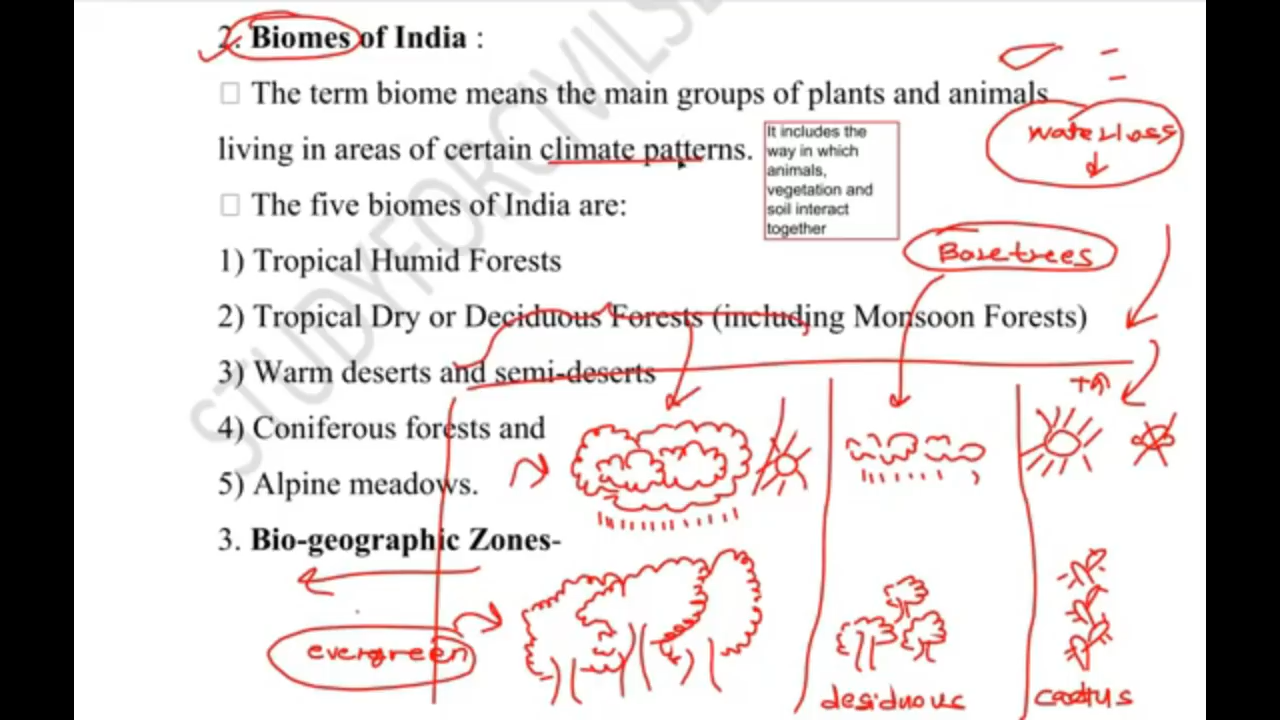 2. Biomes of India :
□ The term biome means the main groups of plants and animals
living in areas of certain climate patterns.
It includes the
way in which
animals,
vegetation and
soil interact
together
waterloss
□ The five biomes of India are:
Bare trees
1) Tropical Humid Forests
2) Tropical Dry or Deciduous Forests (including Monsoon Forests)
3) Warm deserts and semi-deserts
4) Coniferous forests and
5) Alpine meadows.
3. Bio-geographic Zones-
evergreen
desiduous
cactus
STUDYFORCIVILS